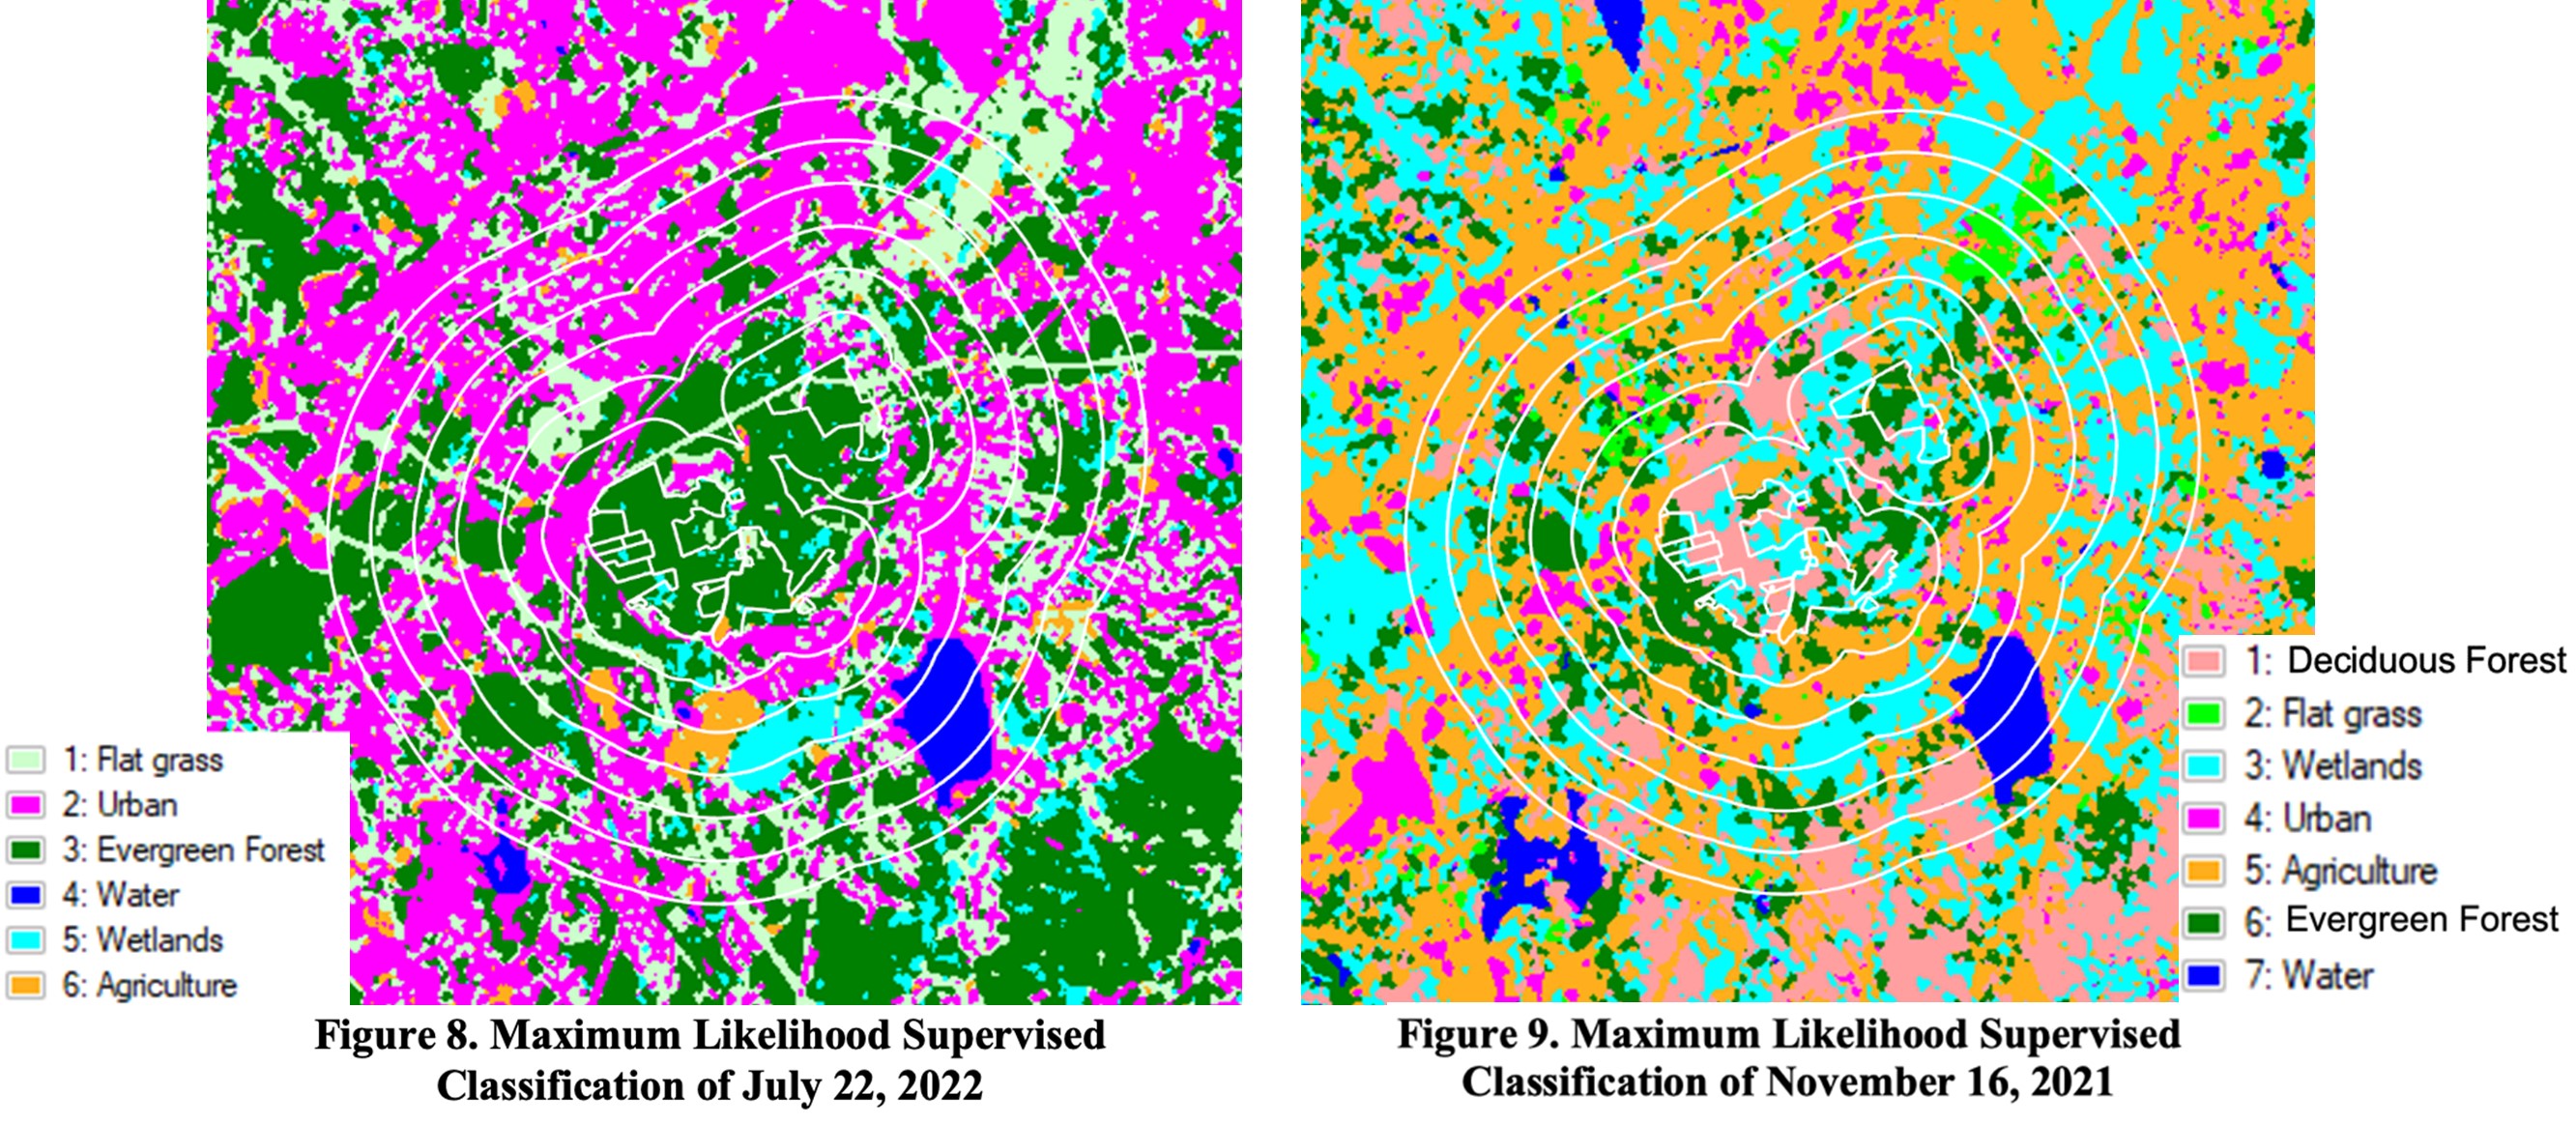 1: Flat grass
2: Urban
3: Evergreen Forest
4: Water
5: Wetlands
6: Agriculture
Figure 8. Maximum Likelihood Supervised
Classification of July 22, 2022
1: Deciduous Forest
2: Flat grass
3: Wetlands
4: Urban
5: Agriculture
6: Evergreen Forest
7: Water
Figure 9. Maximum Likelihood Supervised
Classification of November 16, 2021